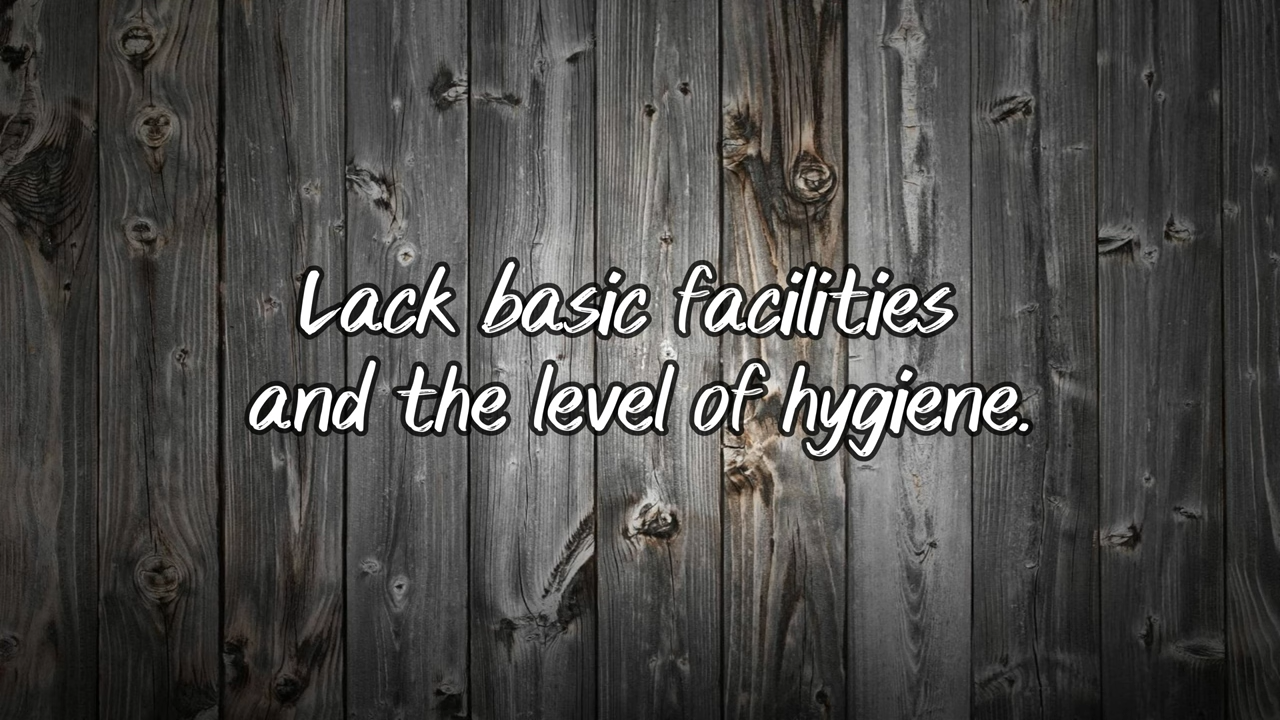 Lack basic facilities
and the level of hygiene.